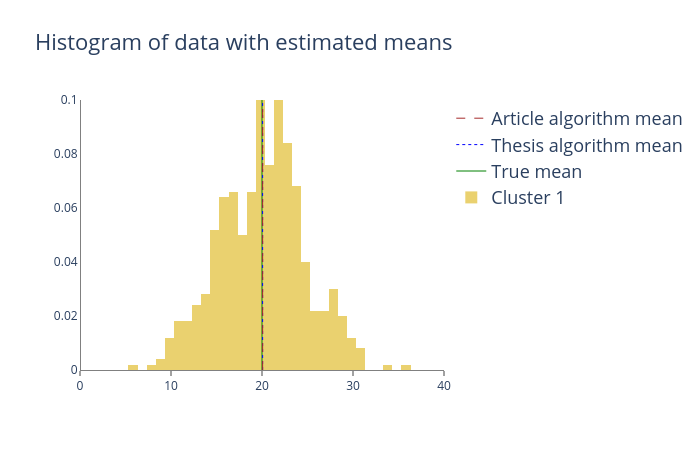 Histogram of data with estimated means
0.1
0.08
0.06
0.04
0.02
0
0 10 20 30 40
Article algorithm mean
Thesis algorithm mean
True mean
Cluster 1